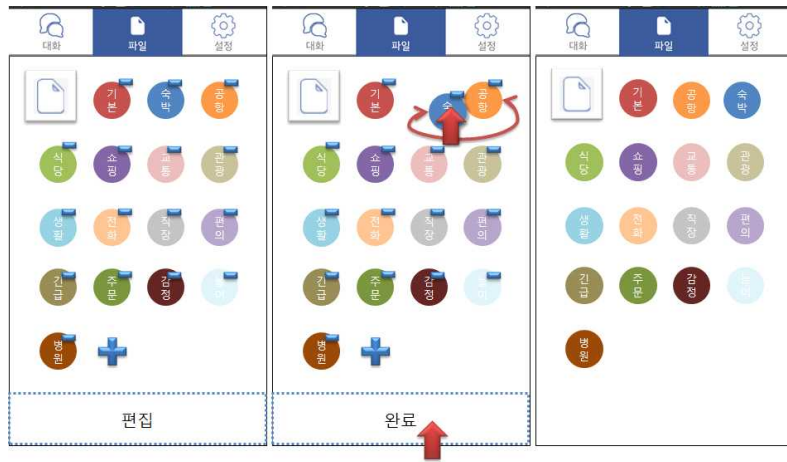 대화 파일 설정
기본 숙박 공항
식당 쇼핑 교통 관광
생활 전화 직장 편의
긴급 주문 감정
병원
편집
대화 파일 설정
기본 숙 공항
식당 쇼핑 교통 관광
생활 전화 직장 편의
긴급 주문 감정
병원
완료
대화 파일 설정
기본 공항 숙박
식당 쇼핑 교통 관광
생활 전화 직장 편의
긴급 주문 감정
병원